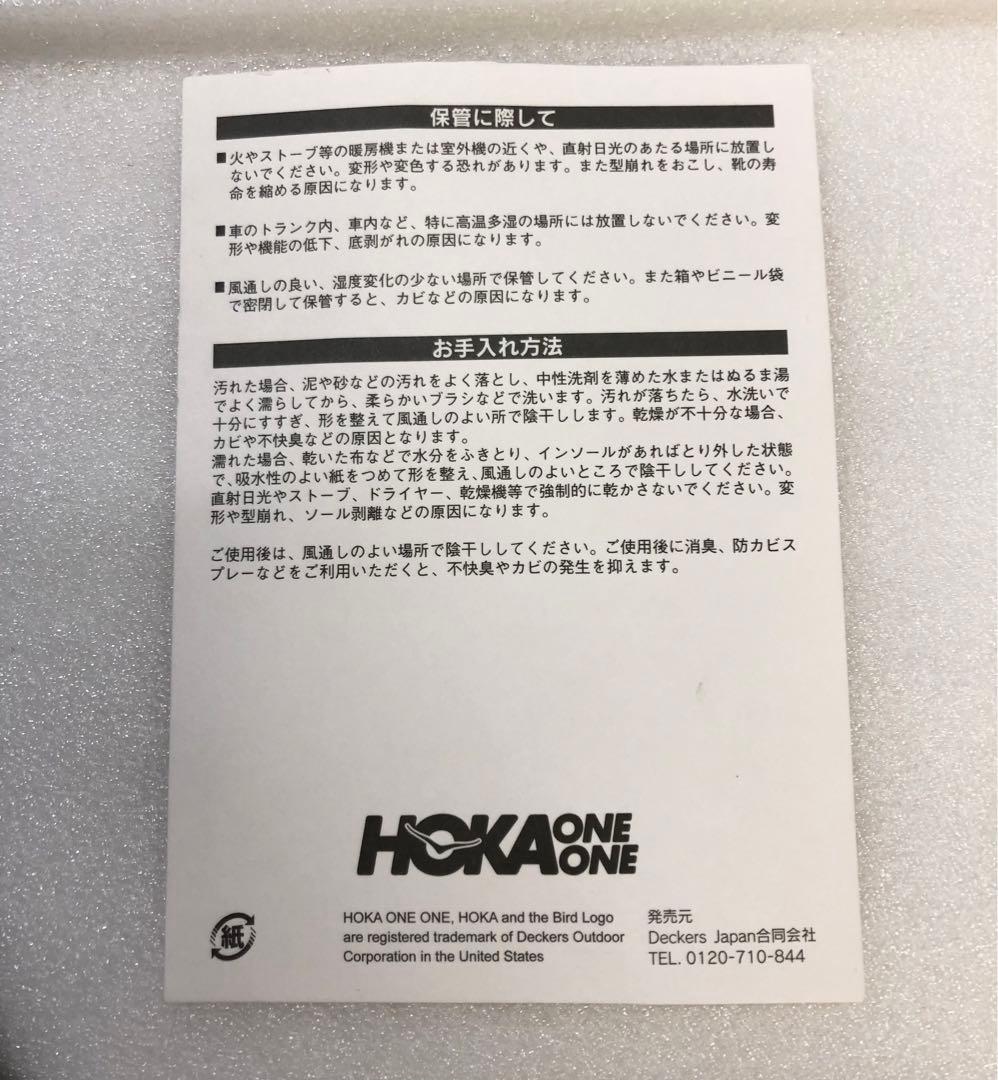 保管に際して
■火やストーブ等の暖房機または室外機の近くや、直射日光のあたる場所に放置し
ないでください。変形や変色する恐れがあります。また型崩れをおこし、靴の寿
命を縮める原因になります。
■車のトランク内、車内など、特に高温多湿の場所には放置しないでください。変
形や機能の低下、底剥がれの原因になります。
■風通しの良い、湿度変化の少ない場所で保管してください。また箱やビニール袋
で密閉して保管すると、カビなどの原因になります。
お手入れ方法
汚れた場合、泥や砂などの汚れをよく落とし、中性洗剤を薄めた水またはぬるま湯
でよく濡らしてから、柔らかいブラシなどで洗います。汚れが落ちたら、水洗いで
十分にすすぎ、形を整えて風通しのよい所で陰干しします。乾燥が不十分な場合、
カビや不快臭などの原因となります。
濡れた場合、乾いた布などで水分をふきとり、インソールがあればとり外した状態
で、吸水性のよい紙をつめて形を整え、風通しのよいところで陰干ししてください。
直射日光やストーブ、ドライヤー、乾燥機等で強制的に乾かさないでください。変
形や型崩れ、ソール剥離などの原因になります。
ご使用後は、風通しのよい場所で陰干ししてください。ご使用後に消臭、防カビス
プレーなどをご利用いただくと、不快臭やカビの発生を抑えます。
HOKA ONE ONE
紙
HOKA ONE ONE, HOKA and the Bird Logo
are registered trademark of Deckers Outdoor
Corporation in the United States
発売元
Deckers Japan合同会社
TEL. 0120-710-844